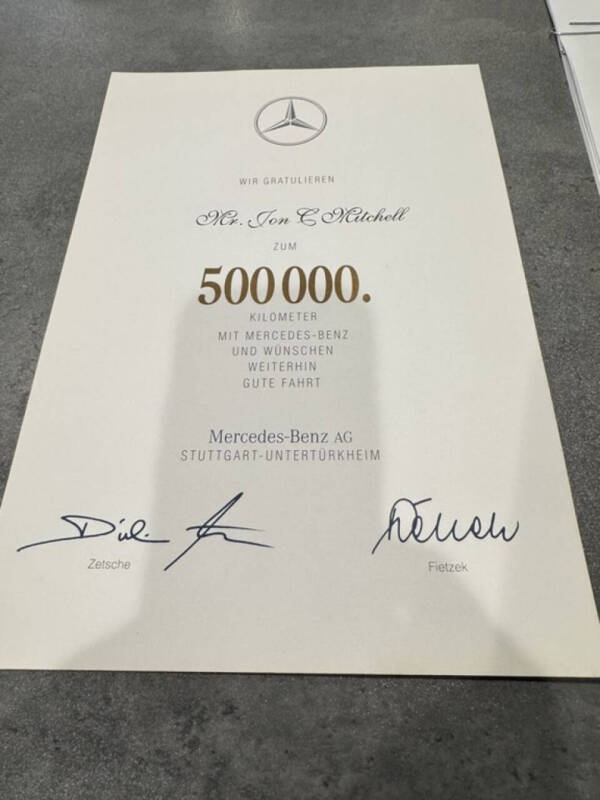 WIR GRATULIEREN
Mr. Jon C Mitchell
ZUM
500 000.
KILOMETER
MIT MERCEDES-BENZ
UND WÜNSCHEN
WEITERHIN
GUTE FAHRT
Mercedes-Benz AG
STUTTGART-UNTERTÜRKHEIM
Zetsche
Fietzek